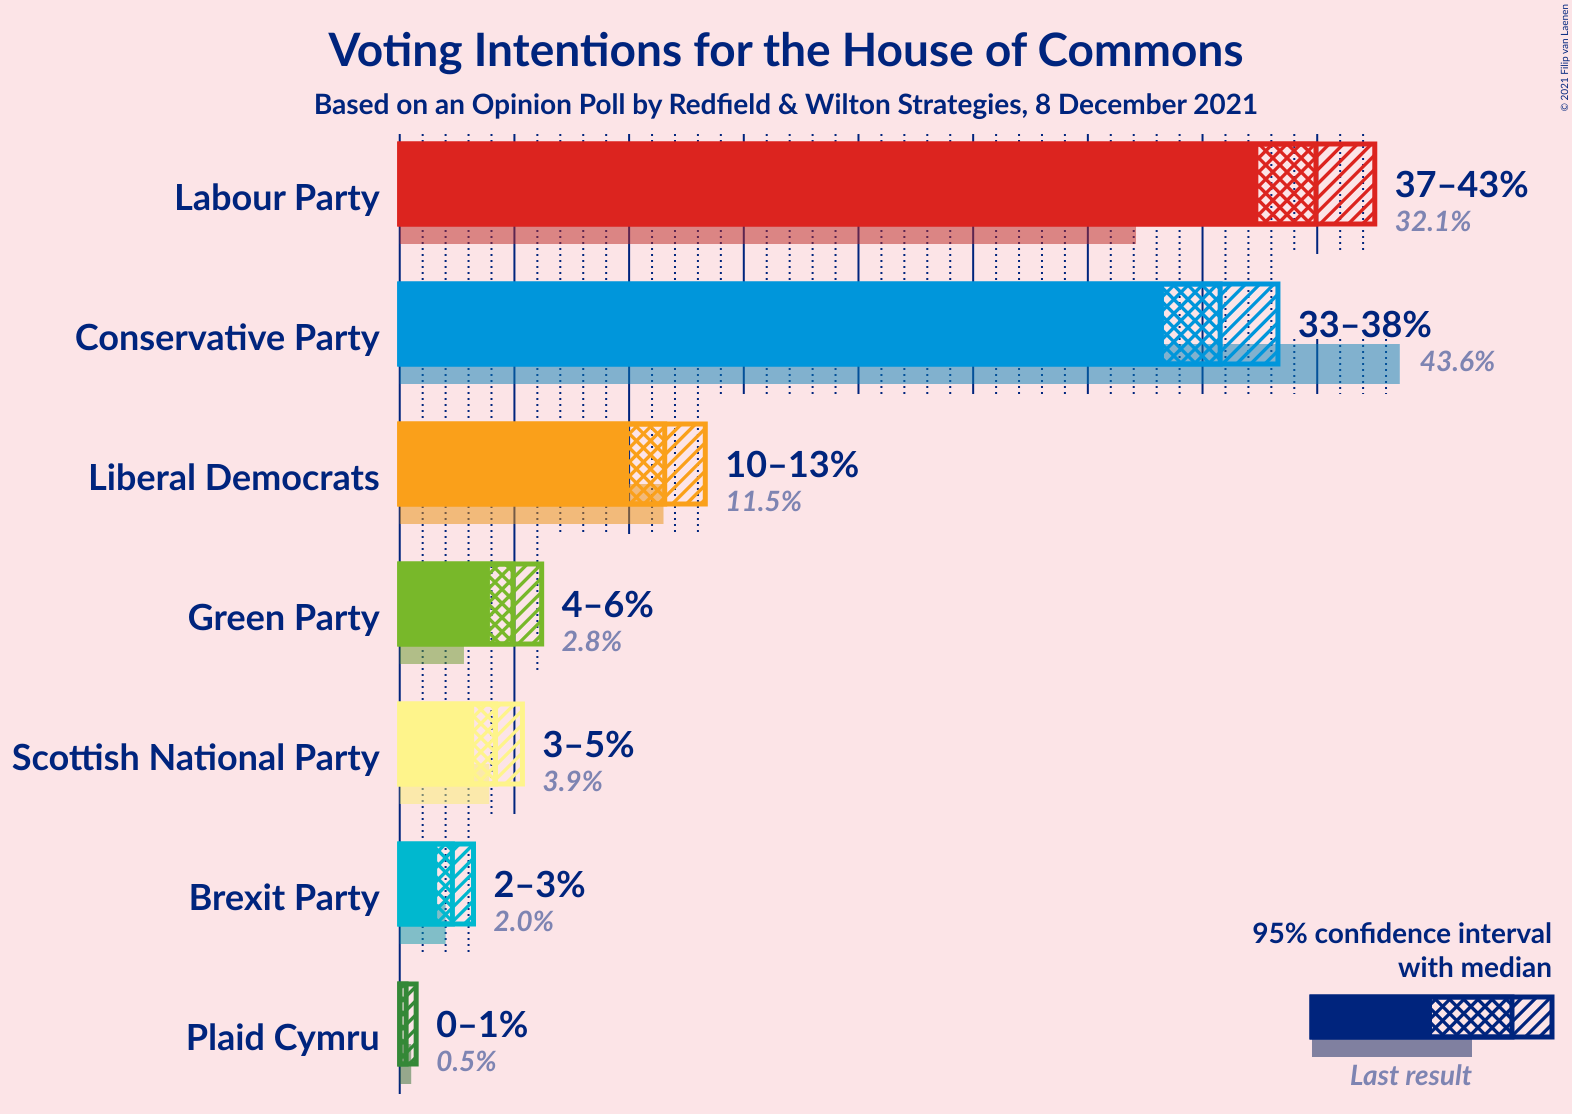 Voting Intentions for the House of Commons
Based on an Opinion Poll by Redfield & Wilton Strategies, 8 December 2021
© 2021 Filip van Laenen
Labour Party
37–43%
32.1%
Conservative Party
33–38%
43.6%
Liberal Democrats
10–13%
11.5%
Green Party
4–6%
2.8%
Scottish National Party
3–5%
3.9%
Brexit Party
2–3%
2.0%
Plaid Cymru
0–1%
0.5%
95% confidence interval
with median
Last result